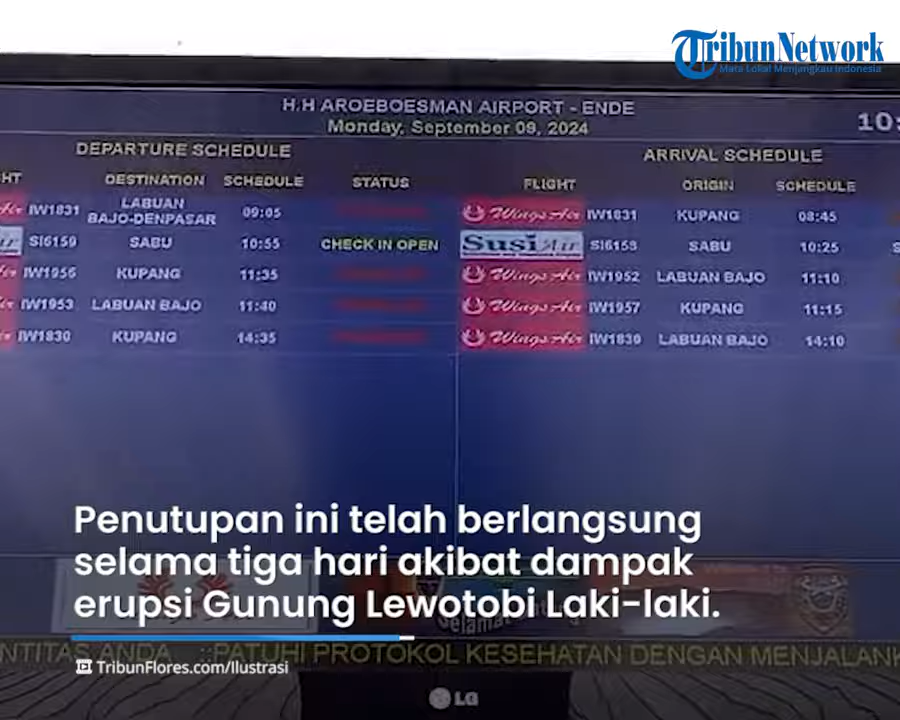 TribunNetwork
Mata Lokal Menjangkau Indonesia
H.H AROEBOESMAN AIRPORT - ENDE
Monday, September 09, 2024
10:
DEPARTURE SCHEDULE
DESTINATION SCHEDULE STATUS
IW1831 LABUAN BAJO-DENPASAR 09:05
SI6159 SABU 10:55 CHECK IN OPEN
IW1956 KUPANG 11:35
IW1953 LABUAN BAJO 11:40
IW1830 KUPANG 14:35
ARRIVAL SCHEDULE
FLIGHT ORIGIN SCHEDULE
Wings Air IW1831 KUPANG 08:45
Susi Air SI6158 SABU 10:25
Wings Air IW1952 LABUAN BAJO 11:10
Wings Air IW1957 KUPANG 11:15
Wings Air IW1830 LABUAN BAJO 14:10
Penutupan ini telah berlangsung
selama tiga hari akibat dampak
erupsi Gunung Lewotobi Laki-laki.
Selamat
ANDA PATUHI PROTOKOL KESEHATAN DENGAN
TribunFlores.com/Ilustrasi
LG